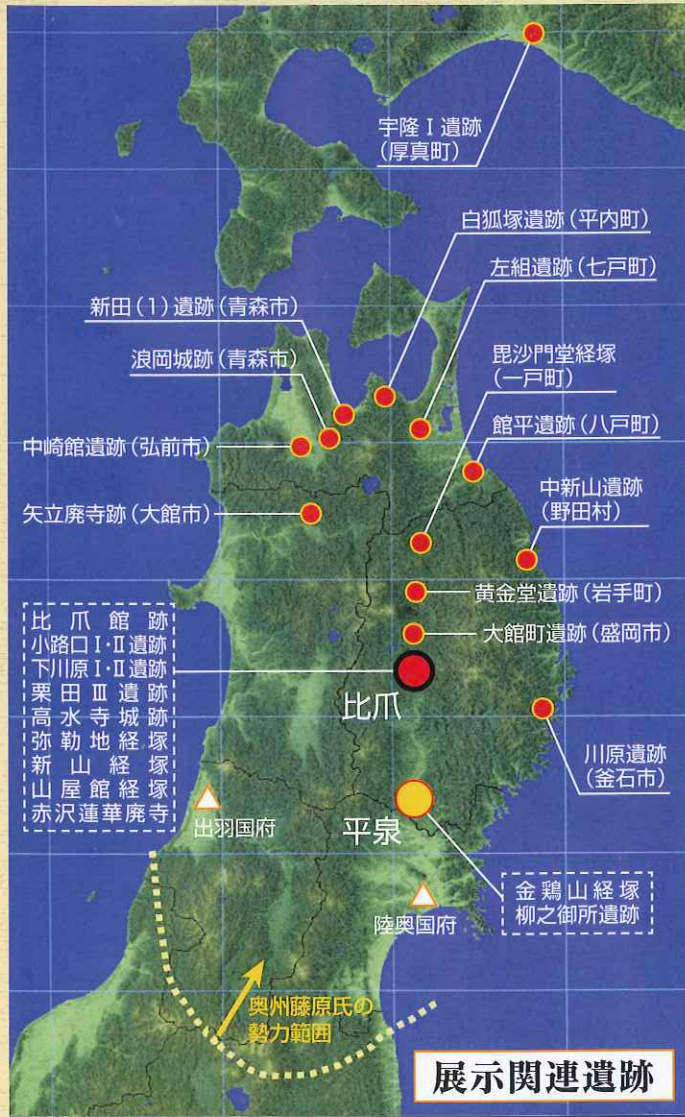 宇隆Ⅰ遺跡
(厚真町)
白狐塚遺跡(平内町)
左組遺跡(七戸町)
新田(1)遺跡(青森市)
浪岡城跡(青森市)
毘沙門堂経塚
(一戸町)
中崎館遺跡(弘前市)
館平遺跡(八戸町)
矢立廃寺跡(大館市)
中新山遺跡
(野田村)
黄金堂遺跡(岩手町)
大館町遺跡(盛岡市)
比爪館跡
小路口Ⅰ・Ⅱ遺跡
下川原Ⅰ・Ⅱ遺跡
栗田Ⅲ遺跡
高水寺城跡
弥勒地経塚
新山経塚
山屋館経塚
赤沢蓮華廃寺
比爪
川原遺跡
(釜石市)
出羽国府
平泉
金鶏山経塚
柳之御所遺跡
陸奥国府
奥州藤原氏の
勢力範囲
展示関連遺跡